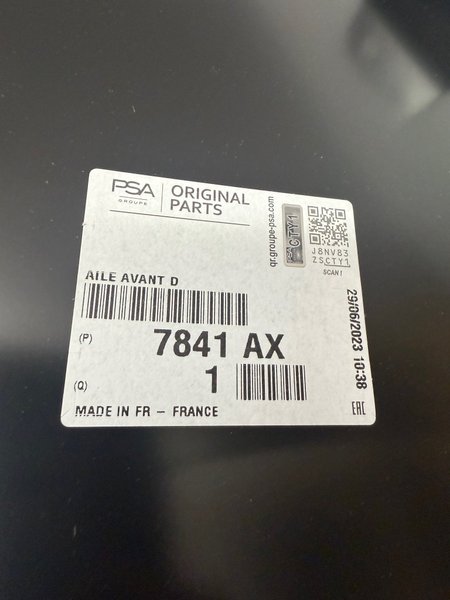 PSA
GROUPE
ORIGINAL
PARTS
qr.groupe-psa.com
CTY1
J8NV83
ZSCTY1
SCAN!
AILE AVANT D
(P)
7841 AX
(Q)
1
MADE IN FR – FRANCE
29/06/2023 10:38
EAC